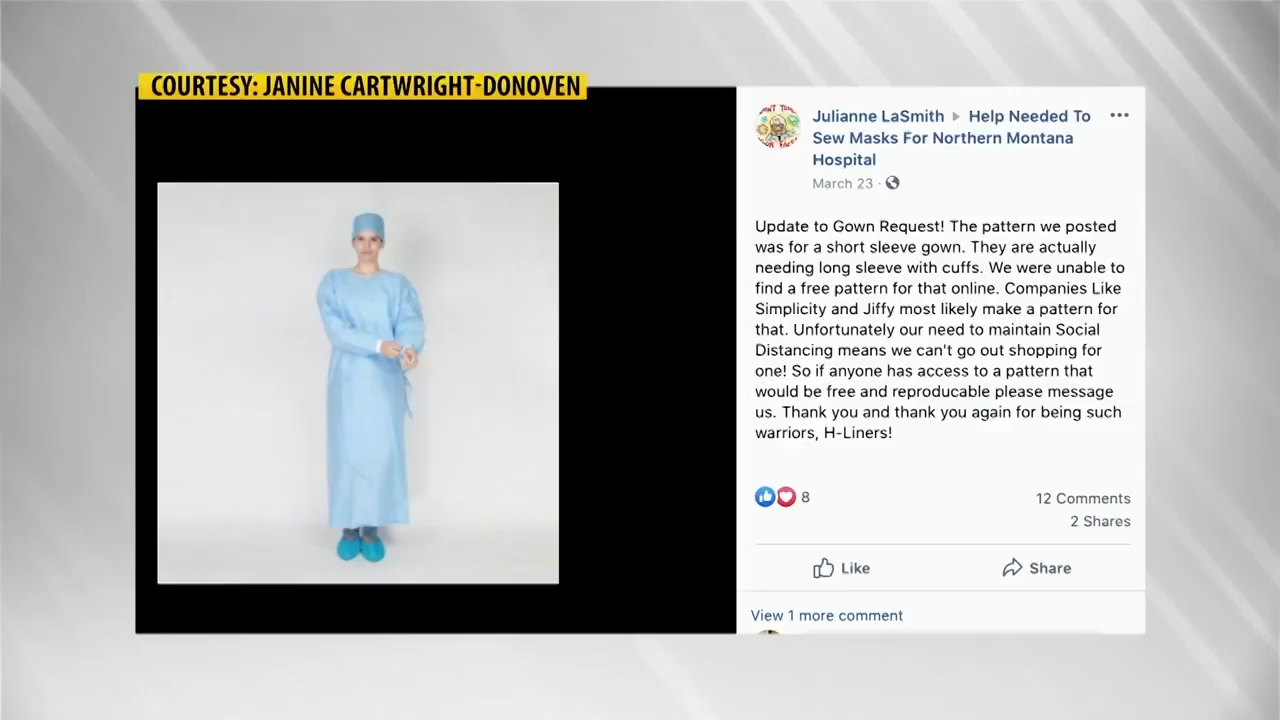 COURTESY: JANINE CARTWRIGHT-DONOVEN
Julianne LaSmith ▸ Help Needed To
Sew Masks For Northern Montana
Hospital
March 23 ·
Update to Gown Request! The pattern we posted
was for a short sleeve gown. They are actually
needing long sleeve with cuffs. We were unable to
find a free pattern for that online. Companies Like
Simplicity and Jiffy most likely make a pattern for
that. Unfortunately our need to maintain Social
Distancing means we can't go out shopping for
one! So if anyone has access to a pattern that
would be free and reproducable please message
us. Thank you and thank you again for being such
warriors, H-Liners!
8
12 Comments
2 Shares
Like
Share
View 1 more comment